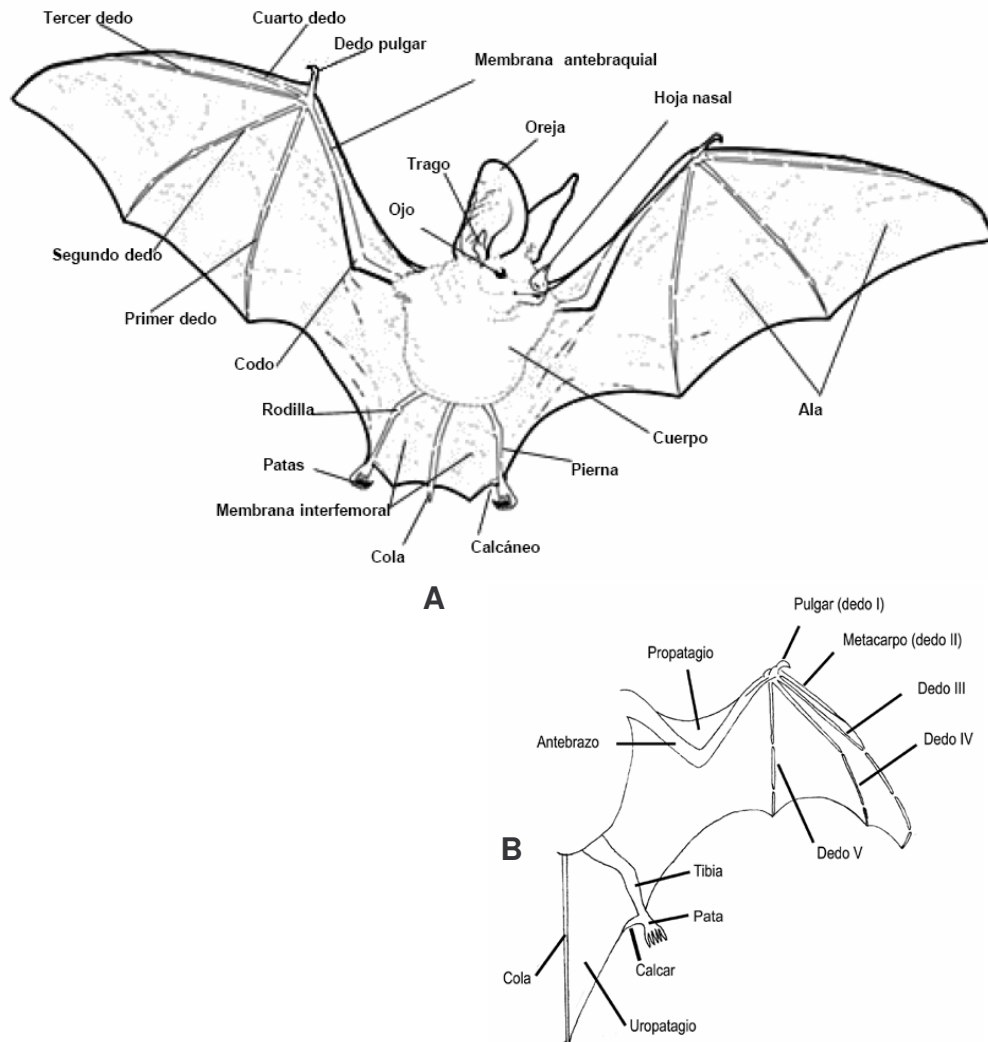 Tercer dedo
Cuarto dedo
Dedo pulgar
Membrana antebraquial
Hoja nasal
Oreja
Trago
Ojo
Segundo dedo
Primer dedo
Codo
Rodilla
Ala
Cuerpo
Patas
Pierna
Membrana interfemoral
Calcáneo
Cola
A
Pulgar (dedo I)
Metacarpo (dedo II)
Propatagio
Dedo III
Antebrazo
Dedo IV
B
Dedo V
Tibia
Pata
Cola
Calcar
Uropatagio